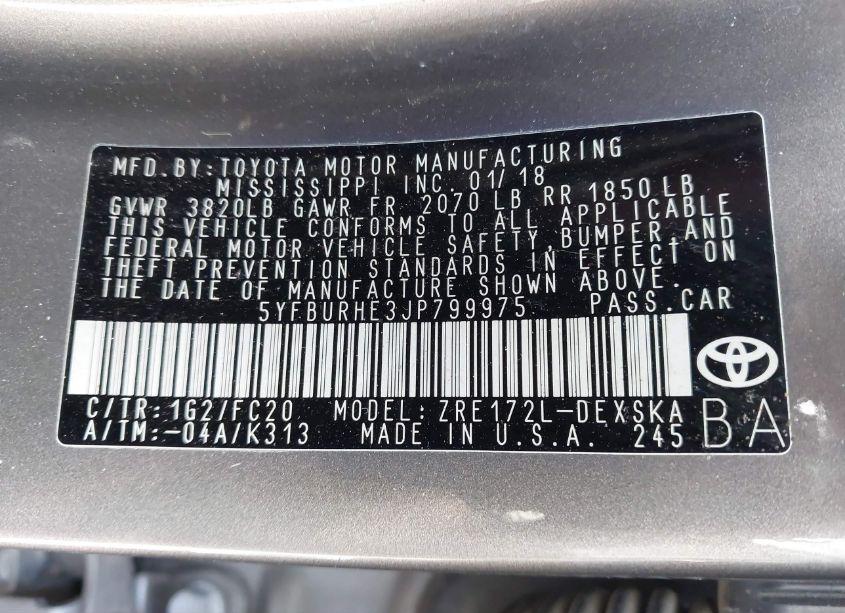 MFD.BY:TOYOTA MOTOR MANUFACTURING
MISSISSIPPI INC. 01/18
GVWR 3820LB GAWR FR 2070 LB RR 1850LB
THIS VEHICLE CONFORMS TO ALL APPLICABLE
FEDERAL MOTOR VEHICLE SAFETY,BUMPER,AND
THEFT PREVENTION STANDARDS IN EFFECT ON
THE DATE OF MANUFACTURE SHOWN ABOVE.
5YFBURHE3JP799975 PASS.CAR
C/TR:1G2/FC20 MODEL: ZRE172L-DEXSKA
A/TM:-04A/K313 MADE IN U.S.A. 245 BA